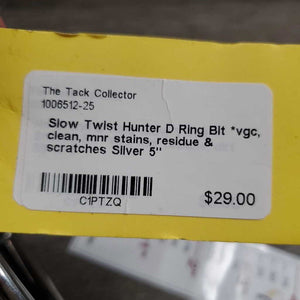 The Tack Collector
1006512-25
Slow Twist Hunter D Ring Bit *vgc,
clean, mnr stains, residue &
scratches Silver 5"
C1PTZQ
$29.00